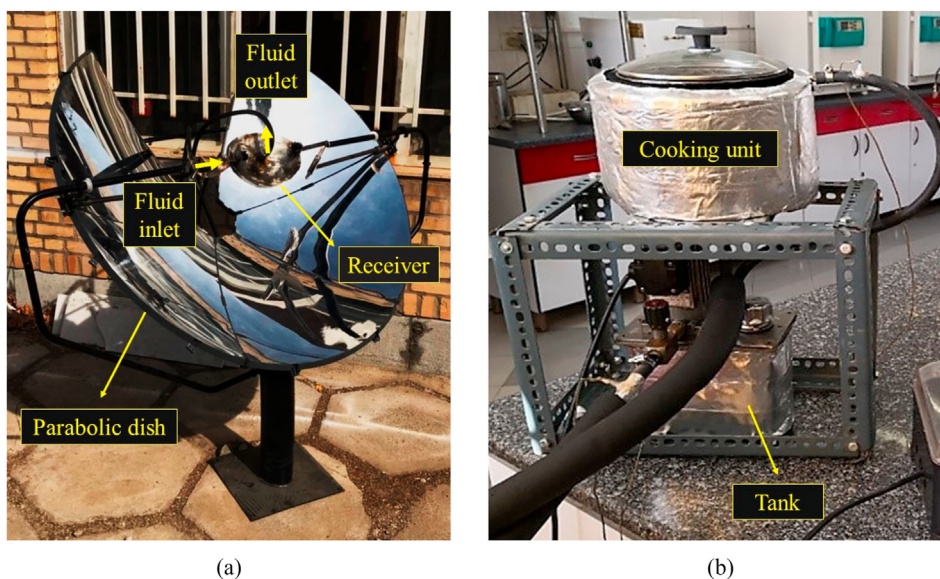 Fluid
outlet
Fluid
inlet
Receiver
Parabolic dish
(a)
Cooking unit
Tank
(b)